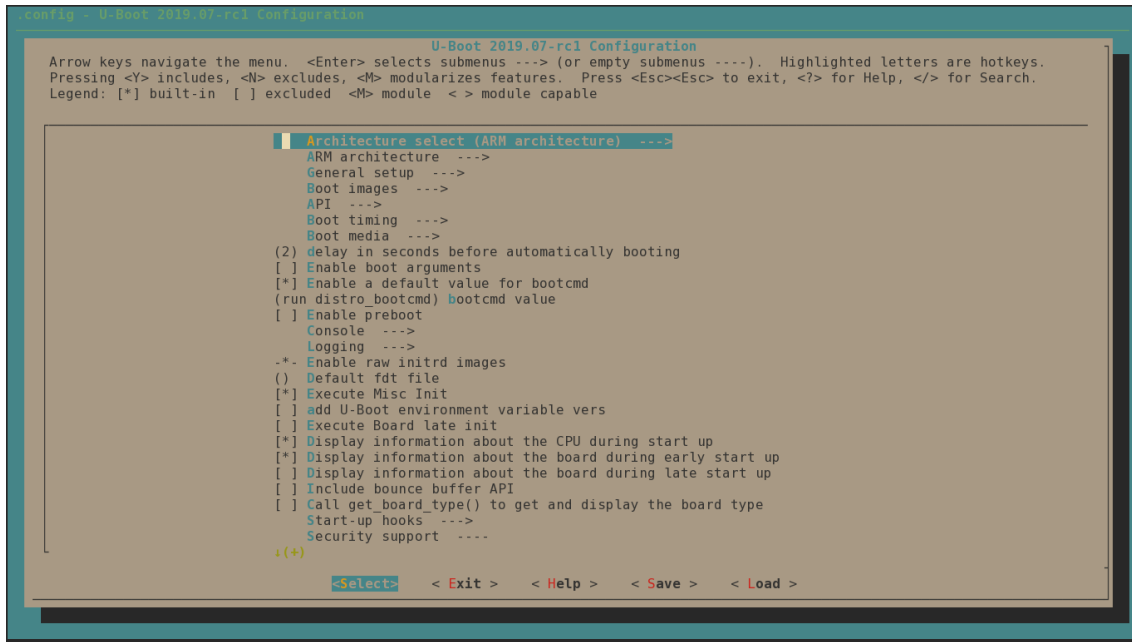 .config - U-Boot 2019.07-rc1 Configuration
U-Boot 2019.07-rc1 Configuration
Arrow keys navigate the menu.  <Enter> selects submenus ---> (or empty submenus ----).  Highlighted letters are hotkeys.
Pressing <Y> includes, <N> excludes, <M> modularizes features.  Press <Esc><Esc> to exit, <?> for Help, </> for Search.
Legend: [*] built-in  [ ] excluded  <M> module  < > module capable
Architecture select (ARM architecture)  --->
ARM architecture  --->
General setup  --->
Boot images  --->
API  --->
Boot timing  --->
Boot media  --->
(2) delay in seconds before automatically booting
[ ] Enable boot arguments
[*] Enable a default value for bootcmd
(run distro_bootcmd) bootcmd value
[ ] Enable preboot
Console  --->
Logging  --->
-*- Enable raw initrd images
()  Default fdt file
[*] Execute Misc Init
[ ] add U-Boot environment variable vers
[ ] Execute Board late init
[*] Display information about the CPU during start up
[*] Display information about the board during early start up
[ ] Display information about the board during late start up
[ ] Include bounce buffer API
[ ] Call get_board_type() to get and display the board type
Start-up hooks  --->
Security support  ----
↓(+)
<Select>    < Exit >    < Help >    < Save >    < Load >